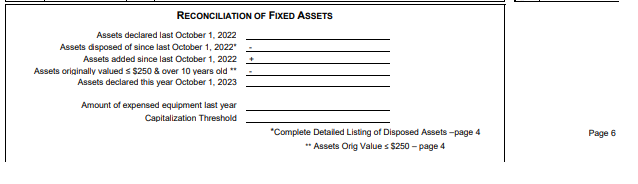 RECONCILIATION OF FIXED ASSETS
Assets declared last October 1, 2022
Assets disposed of since last October 1, 2022* -
Assets added since last October 1, 2022 +
Assets originally valued ≤ $250 & over 10 years old ** -
Assets declared this year October 1, 2023
Amount of expensed equipment last year
Capitalization Threshold
*Complete Detailed Listing of Disposed Assets –page 4
Page 6
** Assets Orig Value ≤ $250 – page 4